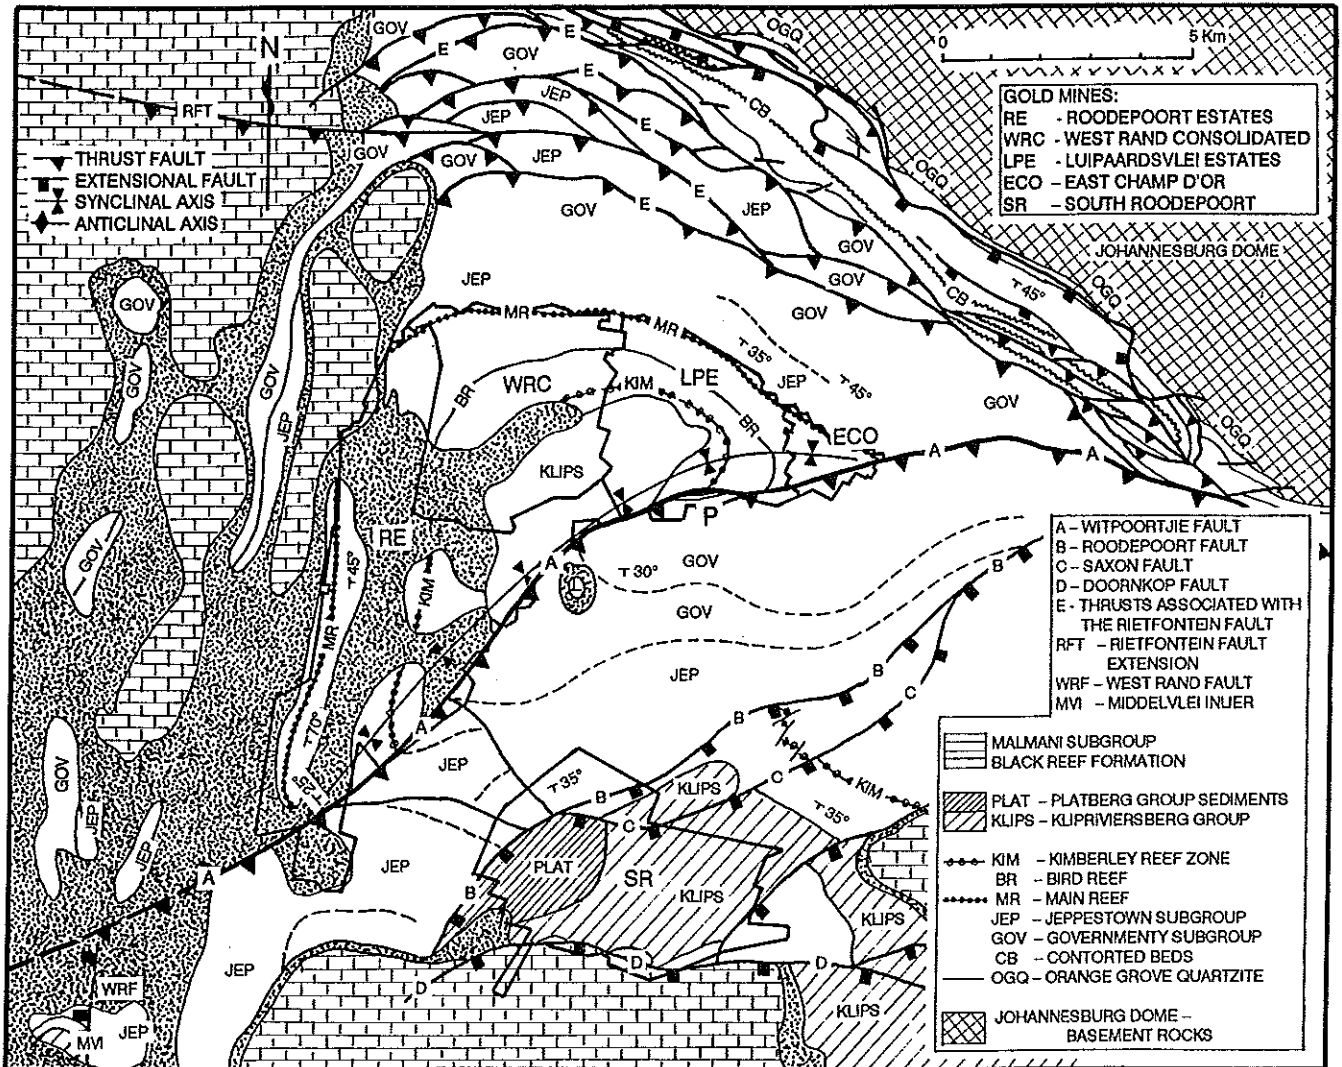 GOV
E
E
OGQ
0 5 Km
N
GOV
E
JEP
CB
RFT
JEP
E
GOV
GOV
JEP
E
E
GOV
JEP
OGQ
THRUST FAULT
EXTENSIONAL FAULT
SYNCLINAL AXIS
ANTICLINAL AXIS
GOLD MINES:
RE - ROODEPOORT ESTATES
WRC - WEST RAND CONSOLIDATED
LPE - LUIPAARDSVLEI ESTATES
ECO - EAST CHAMP D'OR
SR - SOUTH ROODEPOORT
JOHANNESBURG DOME
GOV
JEP
GOV
GOV
CB
45°
OGQ
GOV
MR
MR
35°
JEP
45°
GOV
GOV
GOV
JEP
BR
WRC
KIM
LPE
BR
ECO
GOV
OGQ
KLIPS
A
A
P
RE
GOV
45°
MR
KIM
A
L
30°
GOV
GOV
B
JEP
B
C
70°
A
B
JEP
35°
B
KLIPS
C
KIM
35°
55°
GOV
JEP
JEP
A
JEP
C
PLAT
SR
KLIPS
B
KLIPS
JEP
D
D
D
KLIPS
WRF
JEP
MVI
A - WITPOORTJIE FAULT
B - ROODEPOORT FAULT
C - SAXON FAULT
D - DOORNKOP FAULT
E - THRUSTS ASSOCIATED WITH
THE RIETFONTEIN FAULT
RFT - RIETFONTEIN FAULT
EXTENSION
WRF - WEST RAND FAULT
MVI - MIDDELVLEI INLIER
MALMANI SUBGROUP
BLACK REEF FORMATION
PLAT - PLATBERG GROUP SEDIMENTS
KLIPS - KLIPRIVIERSBERG GROUP
KIM - KIMBERLEY REEF ZONE
BR - BIRD REEF
MR - MAIN REEF
JEP - JEPPESTOWN SUBGROUP
GOV - GOVERNMENTY SUBGROUP
CB - CONTORTED BEDS
OGQ - ORANGE GROVE QUARTZITE
JOHANNESBURG DOME -
BASEMENT ROCKS